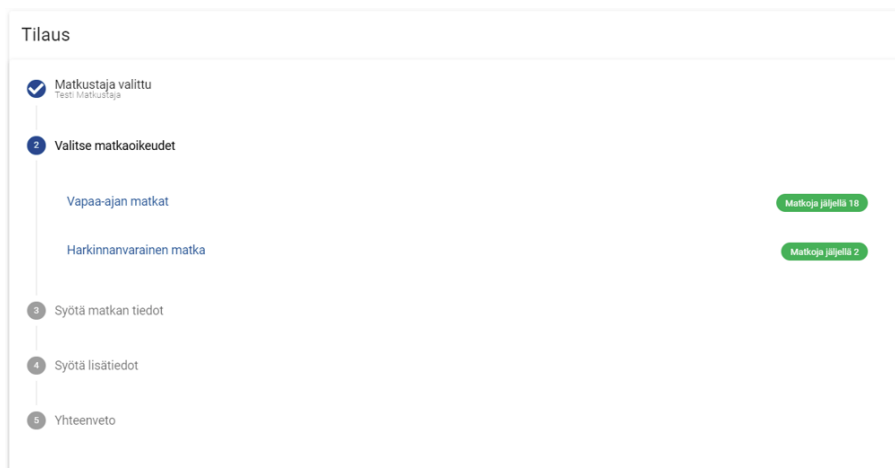 Tilaus
Matkustaja valittu
Testi Matkustaja
2 Valitse matkaoikeudet
Vapaa-ajan matkat Matkoja jäljellä 18
Harkinnanvarainen matka Matkoja jäljellä 2
3 Syötä matkan tiedot
4 Syötä lisätiedot
5 Yhteenveto